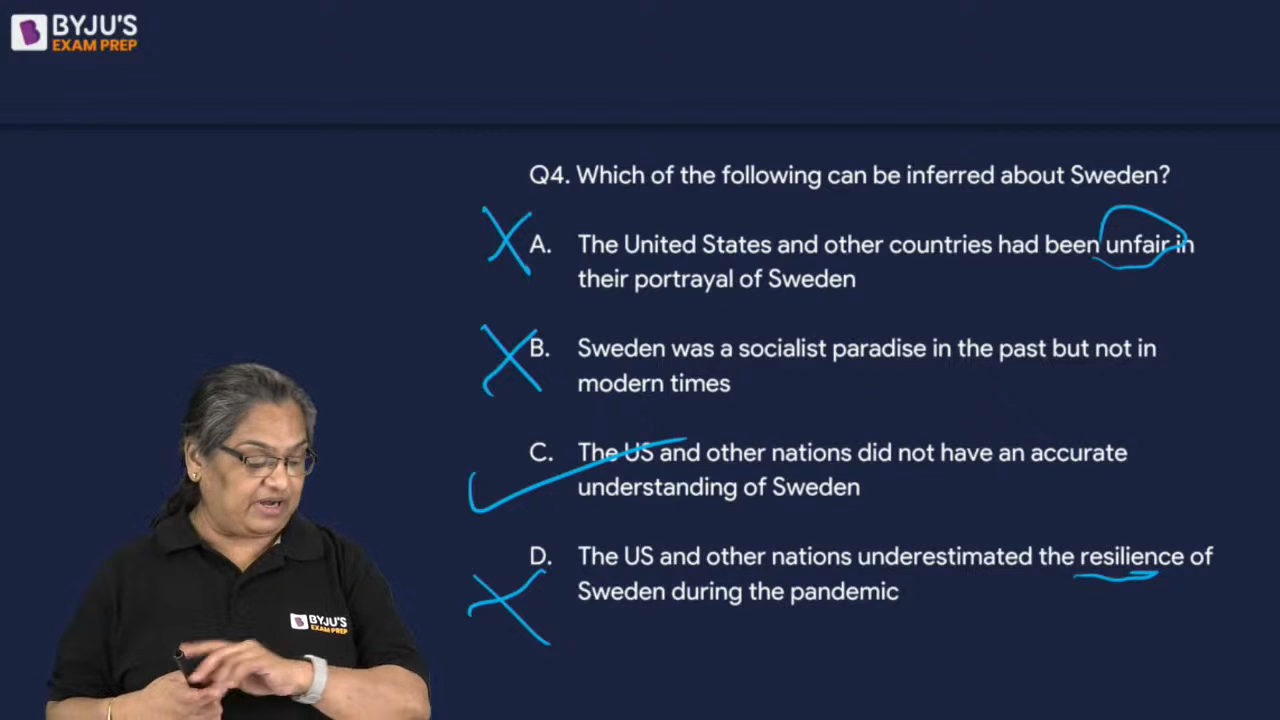 BYJU'S
EXAM PREP
Q4. Which of the following can be inferred about Sweden?
A. The United States and other countries had been unfair in
their portrayal of Sweden
B. Sweden was a socialist paradise in the past but not in
modern times
C. The US and other nations did not have an accurate
understanding of Sweden
D. The US and other nations underestimated the resilience of
Sweden during the pandemic
BYJU'S
EXAM PREP